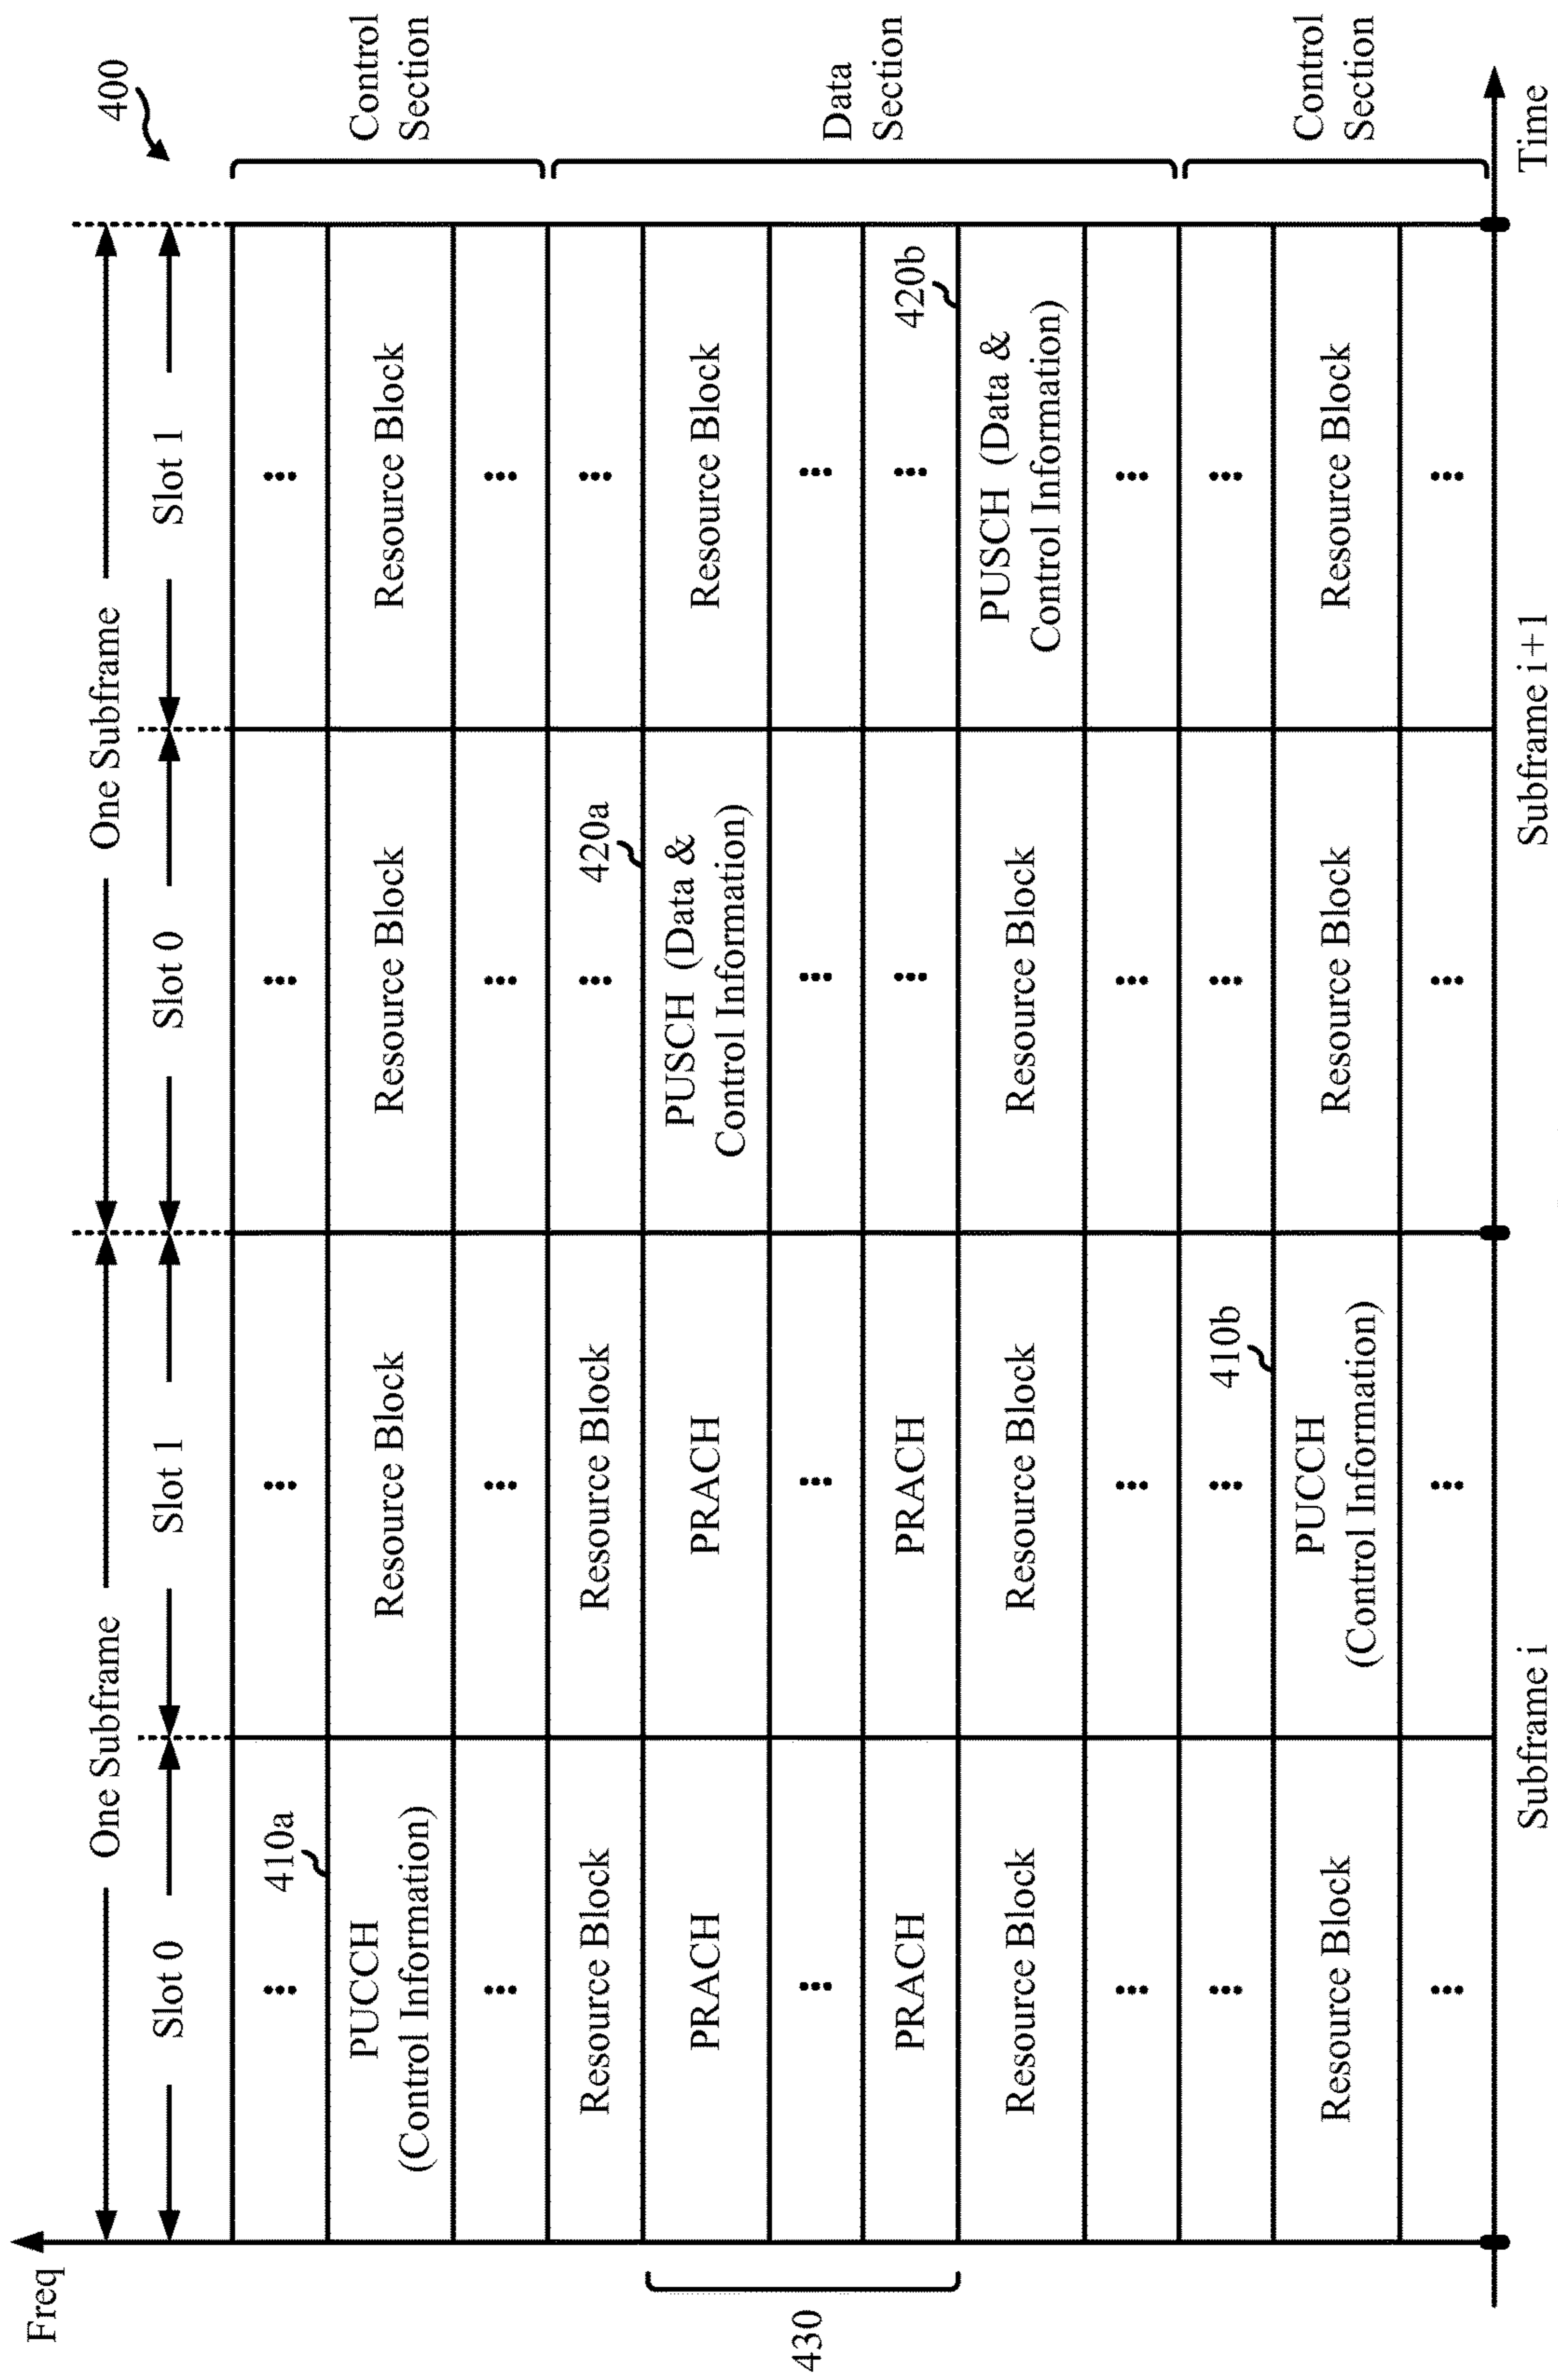 400
Freq
One Subframe
One Subframe
Slot 0
Slot 1
Slot 0
Slot 1
410a
PUCCH
(Control Information)
Resource Block
Resource Block
Resource Block
Control
Section
Resource Block
Resource Block
420a
430
PRACH
PRACH
PUSCH (Data &
Control Information)
Resource Block
Data
Section
PRACH
PRACH
420b
Resource Block
Resource Block
Resource Block
PUSCH (Data &
Control Information)
410b
Resource Block
PUCCH
(Control Information)
Resource Block
Resource Block
Control
Section
Subframe i
Subframe i+1
Time